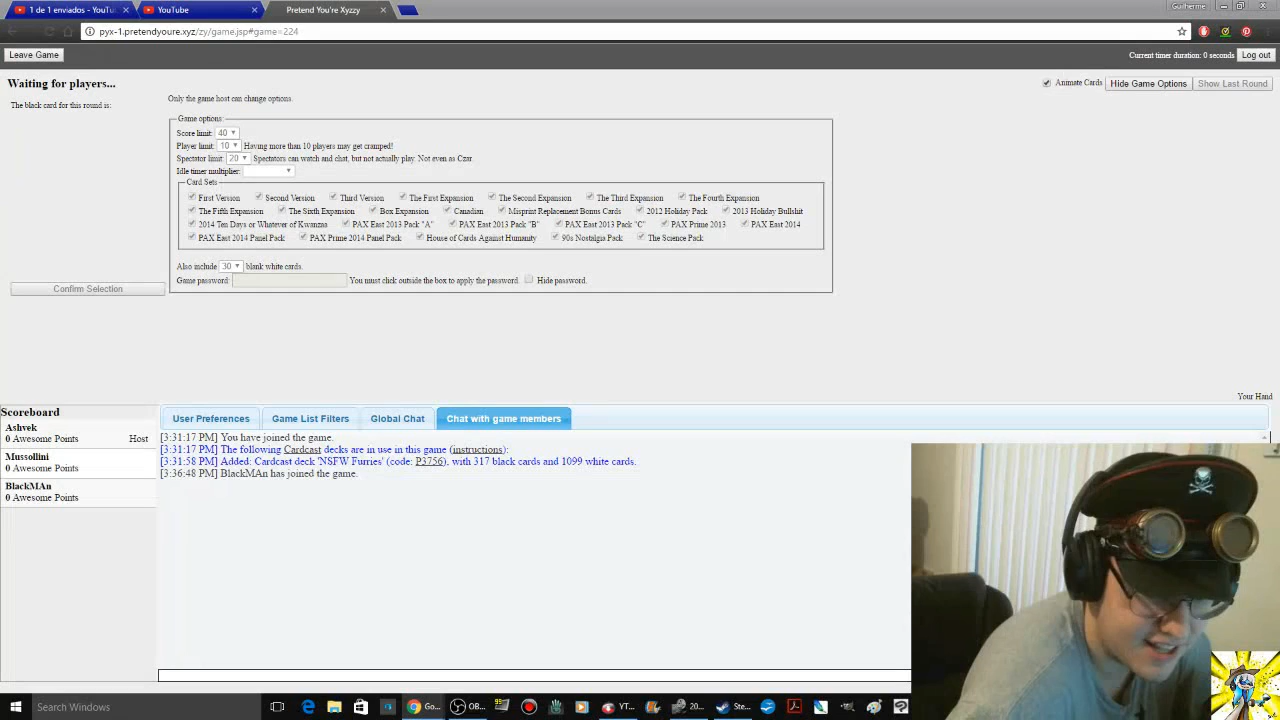 1 de 1 enviados - YouTu
YouTube
Pretend You're Xyzzy
Guilherme
pyx-1.pretendyoure.xyz/zy/game.jsp#game=224
Leave Game
Current timer duration: 0 seconds
Log out
Waiting for players...
Animate Cards
Hide Game Options
Show Last Round
The black card for this round is:
Only the game host can change options.
Game options:
Score limit: 40
Player limit: 10 Having more than 10 players may get cramped!
Spectator limit: 20 Spectators can watch and chat, but not actually play. Not even as Czar.
Idle timer multiplier:
Card Sets
First Version Second Version Third Version The First Expansion The Second Expansion The Third Expansion The Fourth Expansion
The Fifth Expansion The Sixth Expansion Box Expansion Canadian Misprint Replacement Bonus Cards 2012 Holiday Pack 2013 Holiday Bullshit
2014 Ten Days or Whatever of Kwanzaa PAX East 2013 Pack "A" PAX East 2013 Pack "B" PAX East 2013 Pack "C" PAX Prime 2013 PAX East 2014
PAX East 2014 Panel Pack PAX Prime 2014 Panel Pack House of Cards Against Humanity 90s Nostalgia Pack The Science Pack
Also include 30 blank white cards.
Game password: You must click outside the box to apply the password. Hide password.
Confirm Selection
Your Hand
Scoreboard
Ashvek
0 Awesome Points Host
Mussollini
0 Awesome Points
BlackMAn
0 Awesome Points
User Preferences
Game List Filters
Global Chat
Chat with game members
[3:31:17 PM] You have joined the game.
[3:31:17 PM] The following Cardcast decks are in use in this game (instructions):
[3:31:58 PM] Added: Cardcast deck 'NSFW Furries' (code: P3756), with 317 black cards and 1099 white cards.
[3:36:48 PM] BlackMAn has joined the game.
Search Windows
Go...
OB...
YT...
20...
Ste...